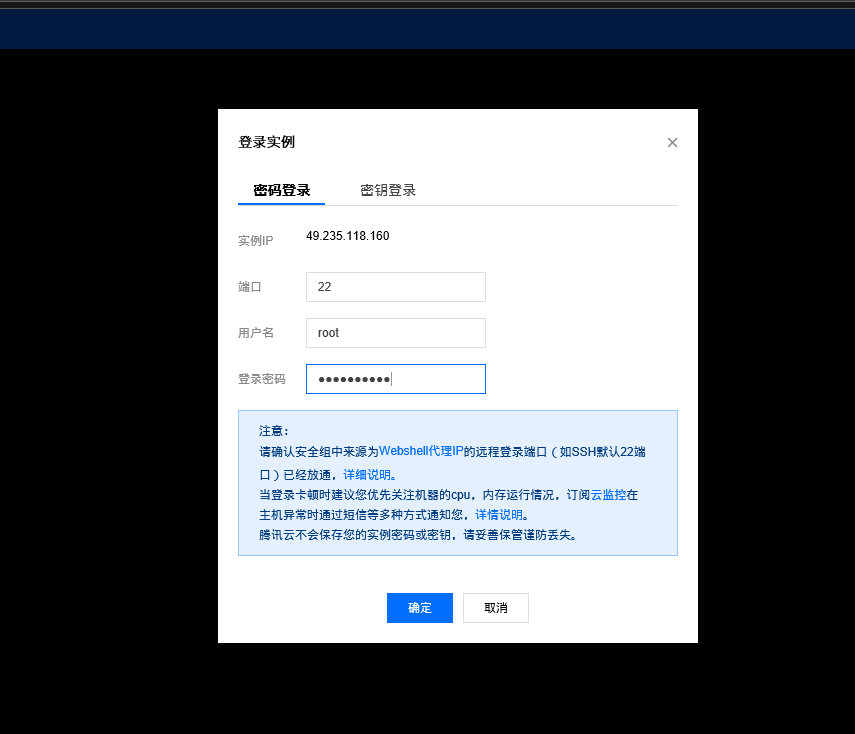 登录实例
密码登录 密钥登录
实例IP 49.235.118.160
端口 22
用户名 root
登录密码 ●●●●●●●●●●
注意：
请确认安全组中来源为Webshell代理IP的远程登录端口（如SSH默认22端
口）已经放通，详细说明。
当登录卡顿时建议您优先关注机器的cpu，内存运行情况，订阅云监控在
主机异常时通过短信等多种方式通知您，详情说明。
腾讯云不会保存您的实例密码或密钥，请妥善保管谨防丢失。
确定 取消